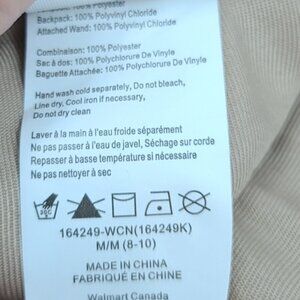 100% Polyester
Backpack: 100% Polyvinyl Chloride
Attached Wand: 100% Polyvinyl Chloride
Combinaison: 100% Polyester
Sac à dos: 100% Polychlorure De Vinyle
Baguette Attachée: 100% Polychlorure De Vinyle
Hand wash cold separately, Do not bleach,
Line dry, Cool iron if necessary,
Do not dry clean
Laver à la main à l'eau froide séparément
Ne pas passer à l'eau de javel, Séchage sur corde
Repasser à basse température si nécessaire
Ne pas nettoyer à sec
30C
164249-WCN(164249K)
M/M (8-10)
MADE IN CHINA
FABRIQUÉ EN CHINE
Walmart Canada